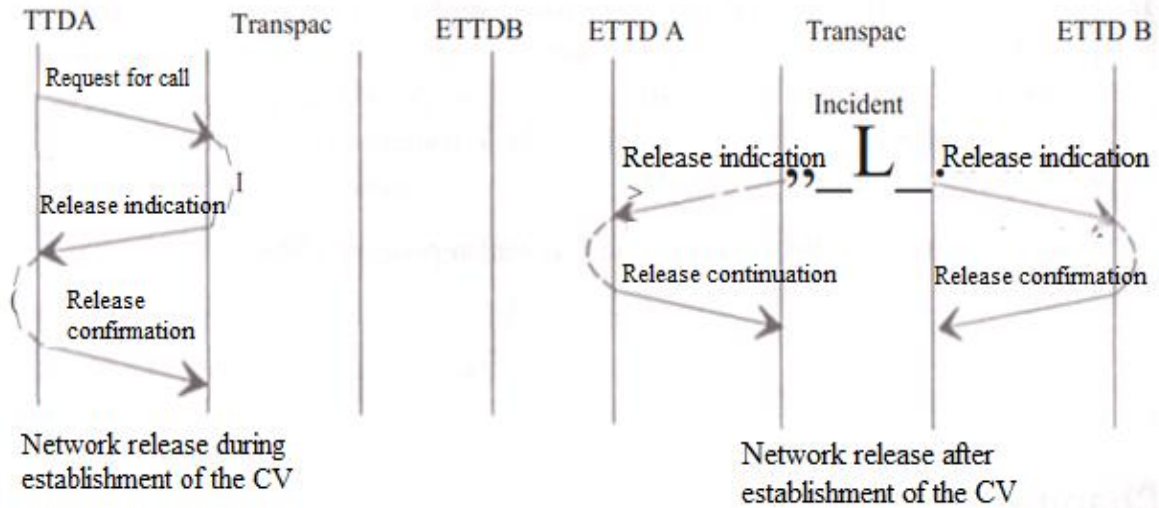 TTDA Transpac ETTDB
Request for call
Release indication
Release
confirmation
Network release during
establishment of the CV
ETTD A Transpac ETTD B
Incident
Release indication „_L_. Release indication
Release continuation Release confirmation
Network release after
establishment of the CV